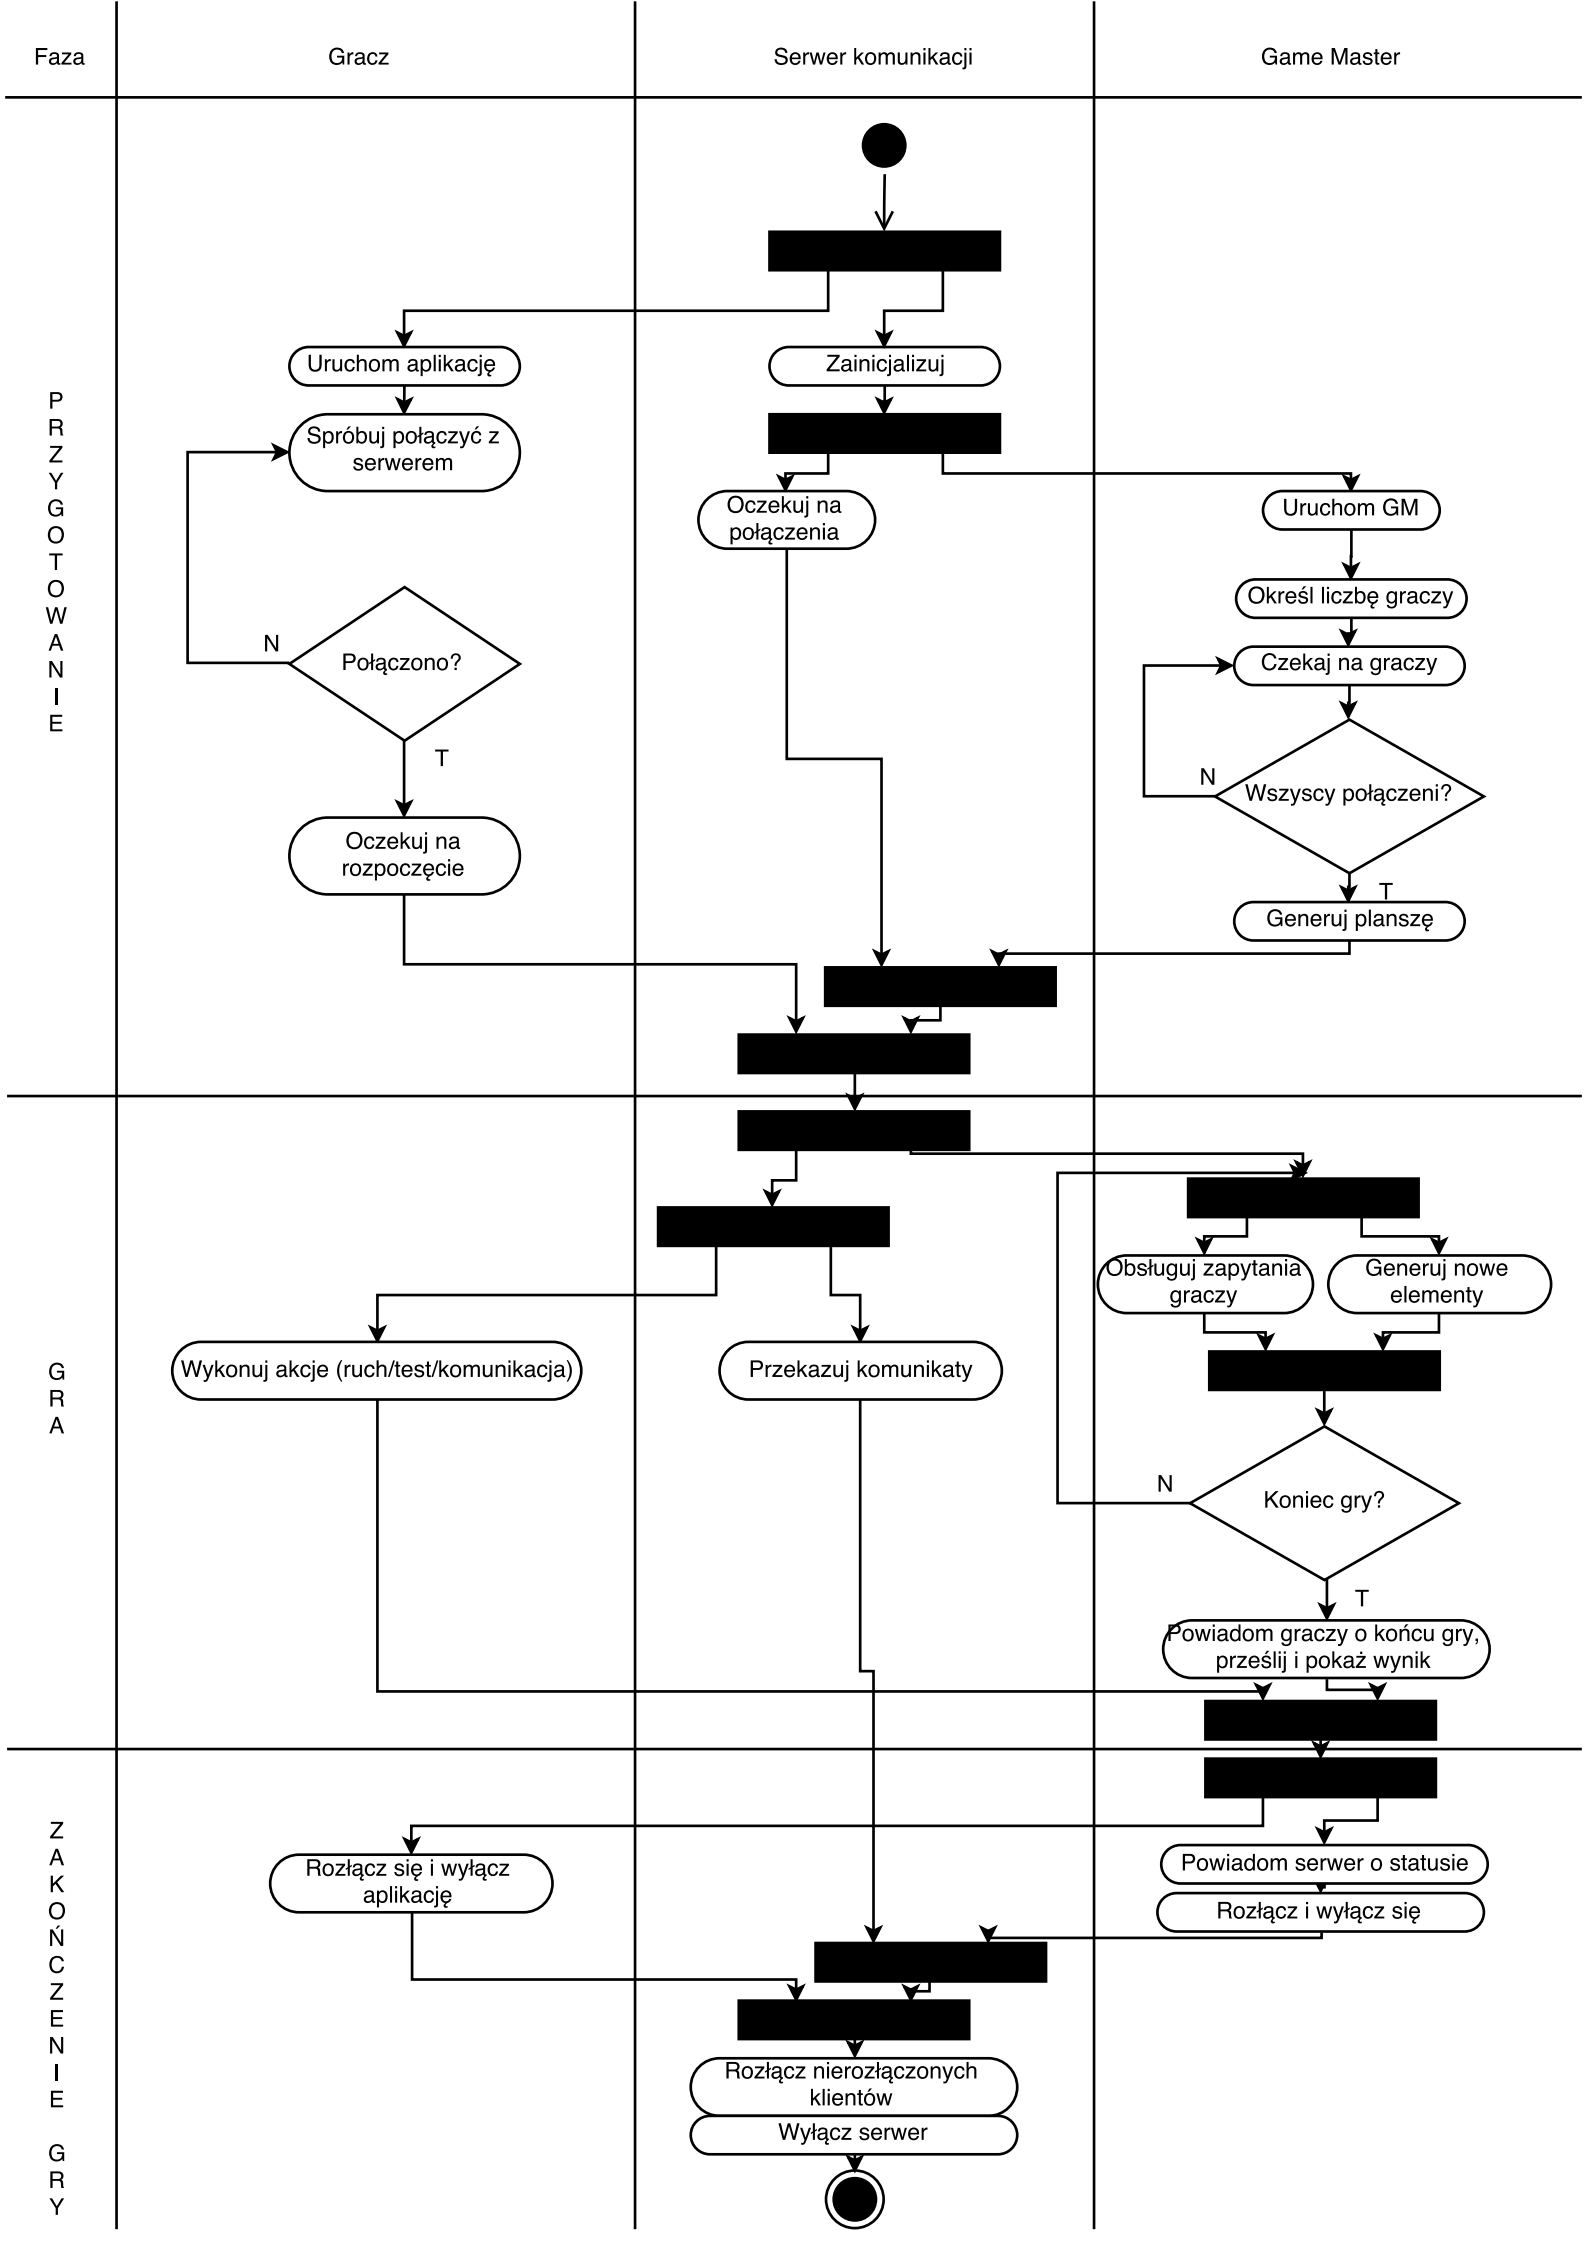 Faza
Gracz
Serwer komunikacji
Game Master
P
R
Z
Y
G
O
T
O
W
A
N
I
E
Uruchom aplikację
Zainicjalizuj
Spróbuj połączyć z
serwerem
Oczekuj na
połączenia
Uruchom GM
Określ liczbę graczy
N
Połączono?
Czekaj na graczy
T
N
Wszyscy połączeni?
Oczekuj na
rozpoczęcie
T
Generuj planszę
G
R
A
Obsługuj zapytania
graczy
Generuj nowe
elementy
Wykonuj akcje (ruch/test/komunikacja)
Przekazuj komunikaty
N
Koniec gry?
T
Powiadom graczy o końcu gry,
prześlij i pokaż wynik
Z
A
K
O
Ń
C
Z
E
N
I
E
G
R
Y
Rozłącz się i wyłącz
aplikację
Powiadom serwer o statusie
Rozłącz i wyłącz się
Rozłącz nierozłączonych
klientów
Wyłącz serwer